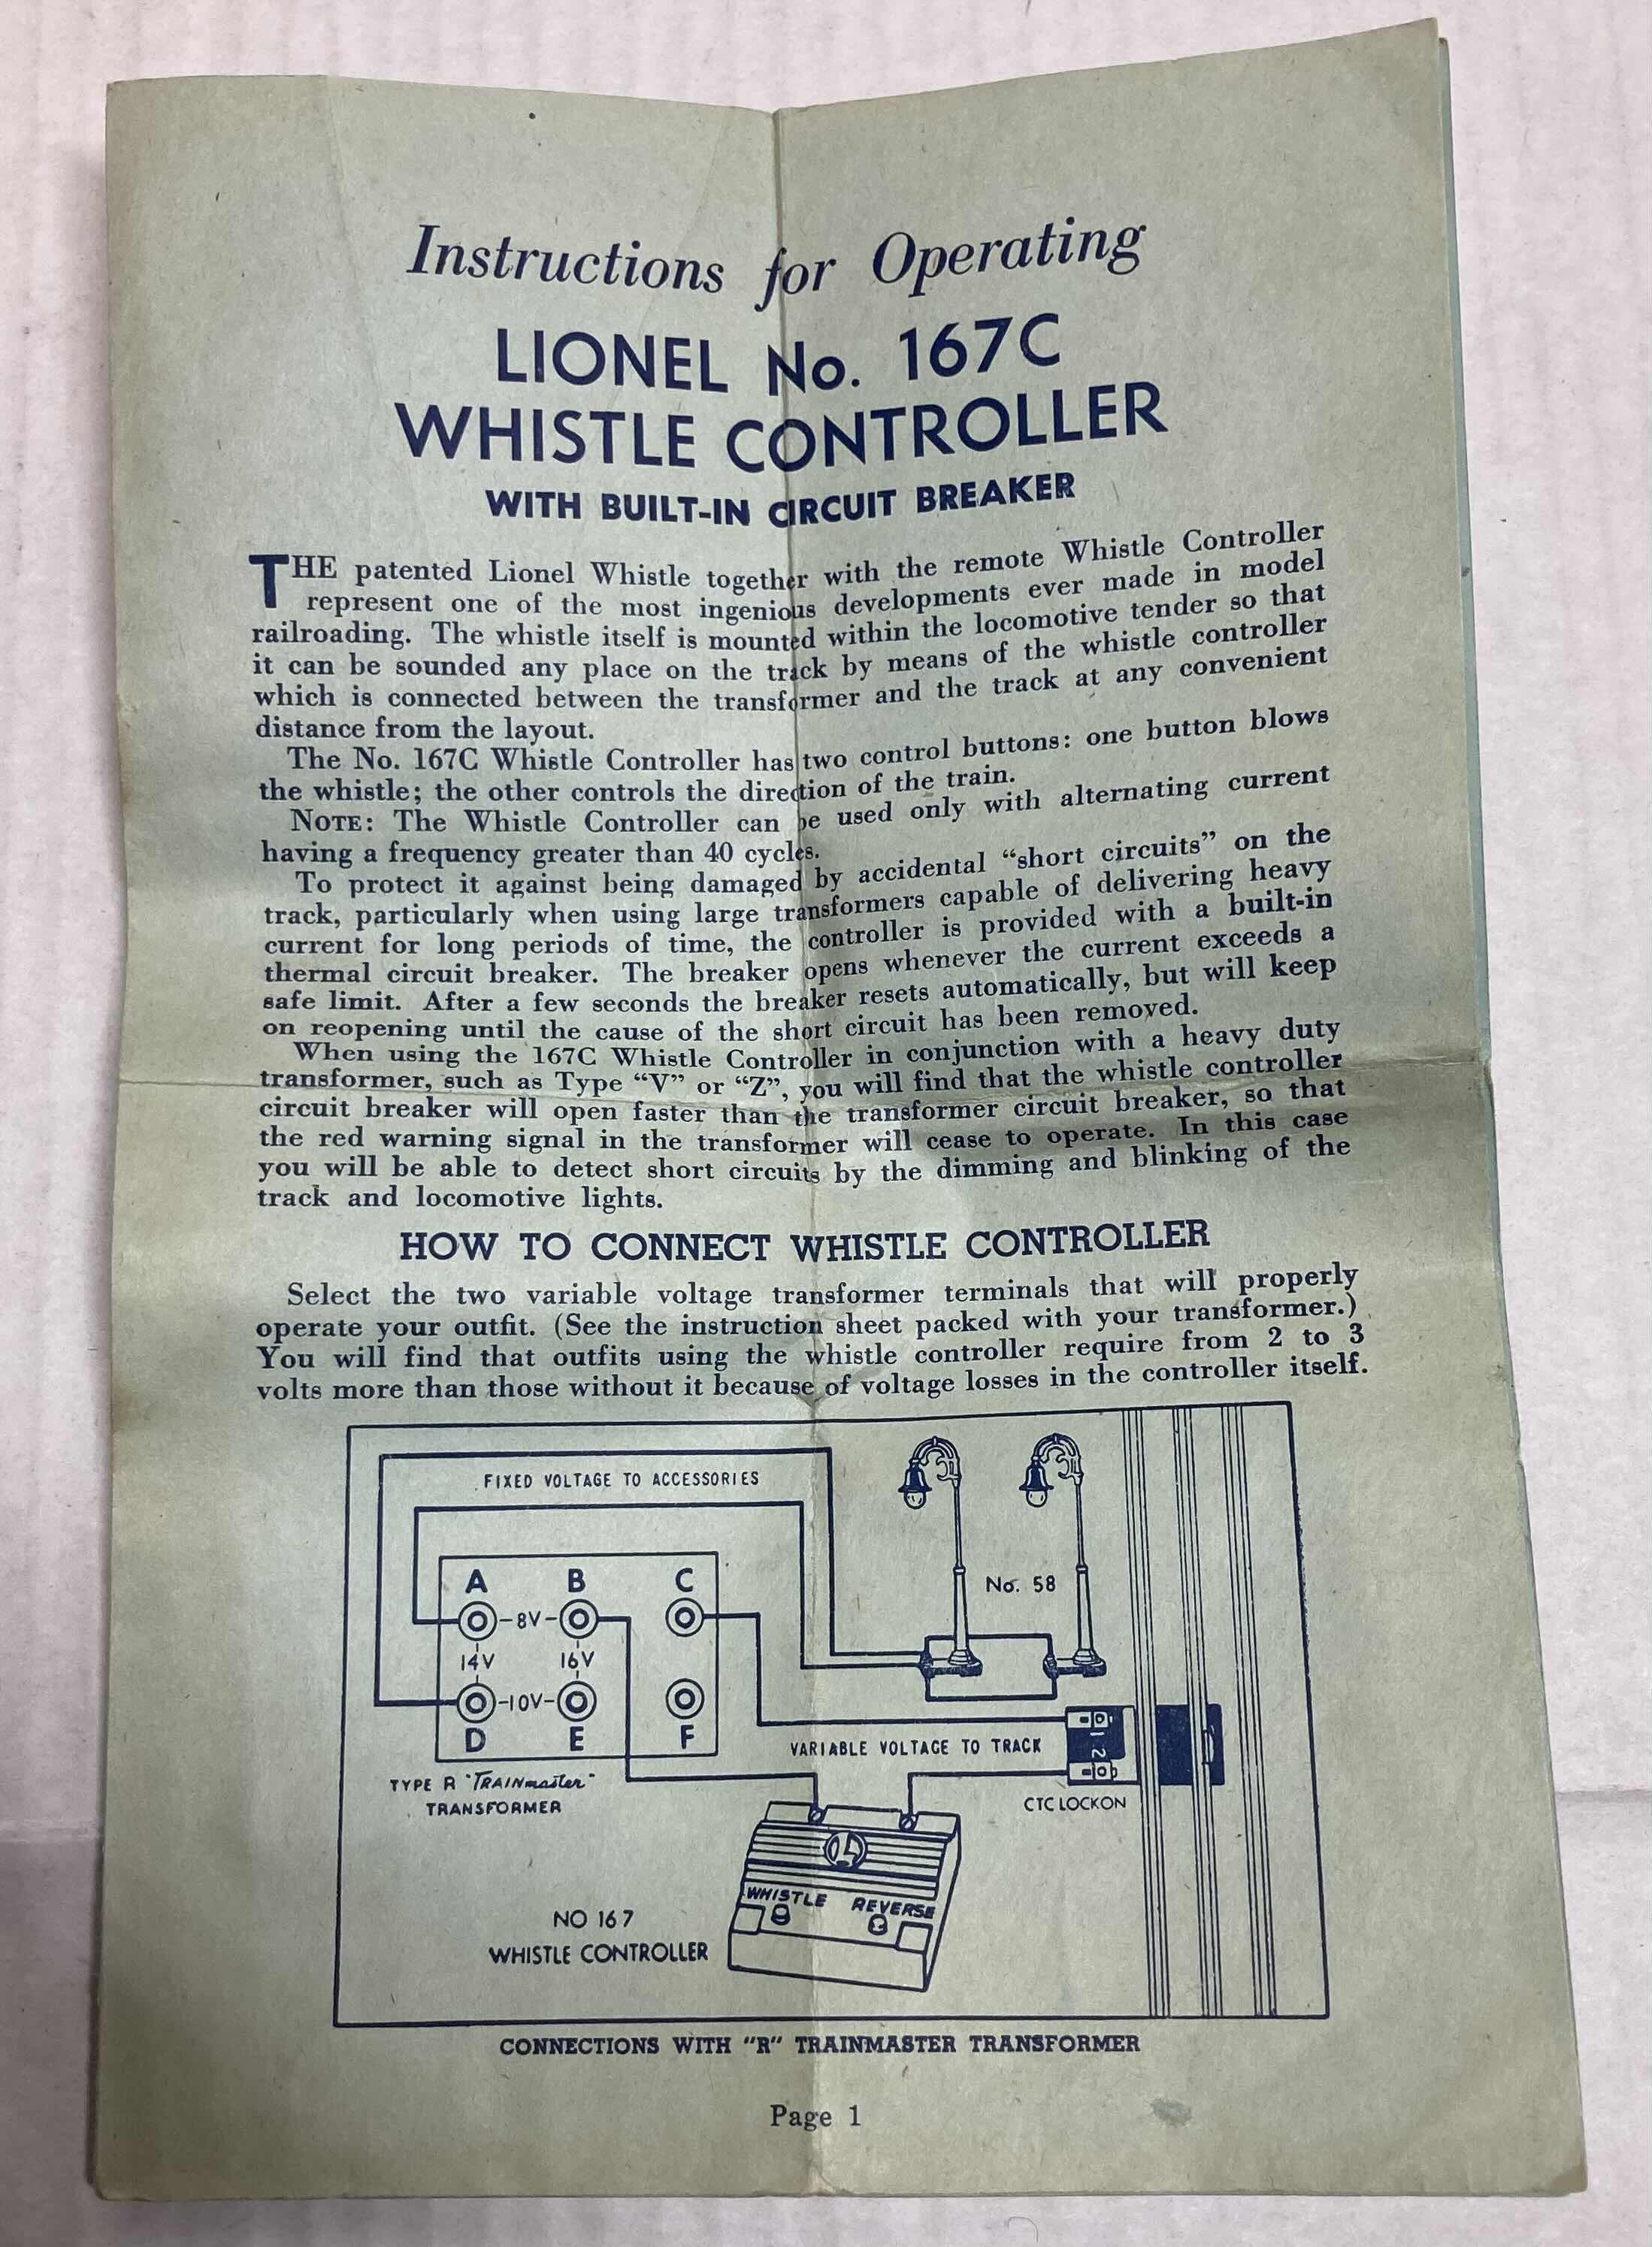 Instructions for Operating
LIONEL No. 167C
WHISTLE CONTROLLER
WITH BUILT-IN CIRCUIT BREAKER
THE patented Lionel Whistle together with the remote Whistle Controller
represent one of the most ingenious developments ever made in model
railroading. The whistle itself is mounted within the locomotive tender so that
it can be sounded any place on the track by means of the whistle controller
which is connected between the transformer and the track at any convenient
distance from the layout.
The No. 167C Whistle Controller has two control buttons: one button blows
the whistle; the other controls the direction of the train.
NOTE: The Whistle Controller can be used only with alternating current
having a frequency greater than 40 cycles.
To protect it against being damaged by accidental “short circuits” on the
track, particularly when using large transformers capable of delivering heavy
current for long periods of time, the controller is provided with a built-in
thermal circuit breaker. The breaker opens whenever the current exceeds a
safe limit. After a few seconds the breaker resets automatically, but will keep
on reopening until the cause of the short circuit has been removed.
When using the 167C Whistle Controller in conjunction with a heavy duty
transformer, such as Type “V” or “Z”, you will find that the whistle controller
circuit breaker will open faster than the transformer circuit breaker, so that
the red warning signal in the transformer will cease to operate. In this case
you will be able to detect short circuits by the dimming and blinking of the
track and locomotive lights.
HOW TO CONNECT WHISTLE CONTROLLER
Select the two variable voltage transformer terminals that will properly
operate your outfit. (See the instruction sheet packed with your transformer.)
You will find that outfits using the whistle controller require from 2 to 3
volts more than those without it because of voltage losses in the controller itself.
FIXED VOLTAGE TO ACCESSORIES
A B C
No. 58
8V
14V 16V
10V
D E F
VARIABLE VOLTAGE TO TRACK
1 2
TYPE R "TRAINmaster"
TRANSFORMER
CTC LOCKON
L
WHISTLE REVERSE
NO 167
WHISTLE CONTROLLER
CONNECTIONS WITH "R" TRAINMASTER TRANSFORMER
Page 1